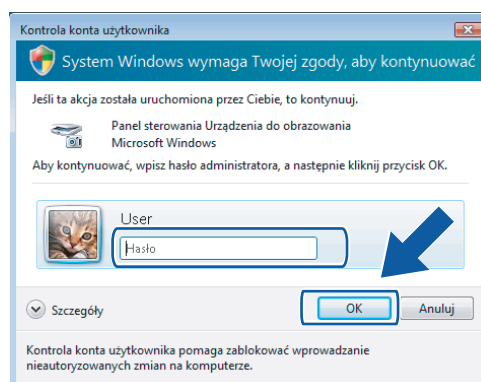 Kontrola konta użytkownika
System Windows wymaga Twojej zgody, aby kontynuować
Jeśli ta akcja została uruchomiona przez Ciebie, to kontynuuj.
Panel sterowania Urządzenia do obrazowania
Microsoft Windows
Aby kontynuować, wpisz hasło administratora, a następnie kliknij przycisk OK.
User
Hasło
Szczegóły
OK
Anuluj
Kontrola konta użytkownika pomaga zablokować wprowadzanie
nieautoryzowanych zmian na komputerze.